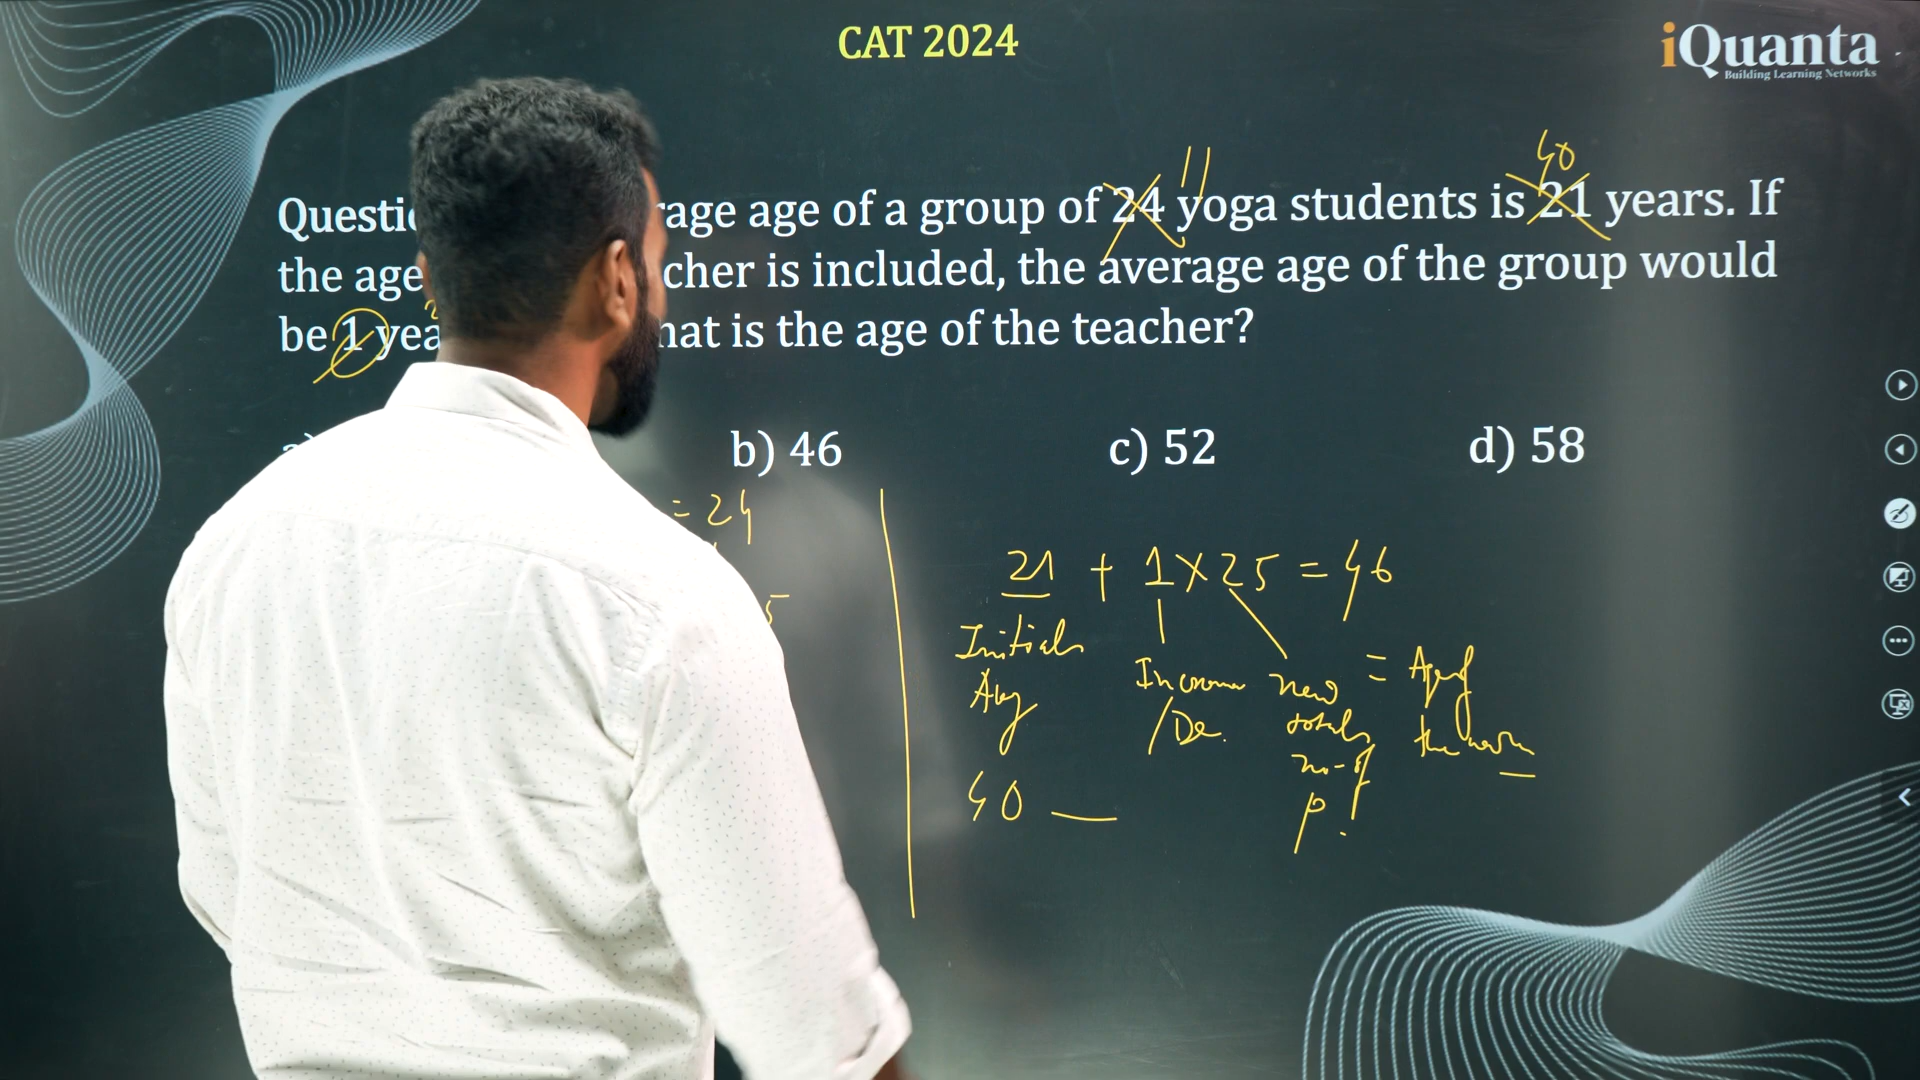 CAT 2024
iQuanta
Building Learning Networks
40
11
Questi rage age of a group of 24 yoga students is 21 years. If
the age cher is included, the average age of the group would
be 1 yea hat is the age of the teacher?
b) 46 c) 52 d) 58
= 24
5
21 + 1 × 25 = 46
Initial
Avg
/De.
new
total
no. of
p.
= Age of
the
40 —